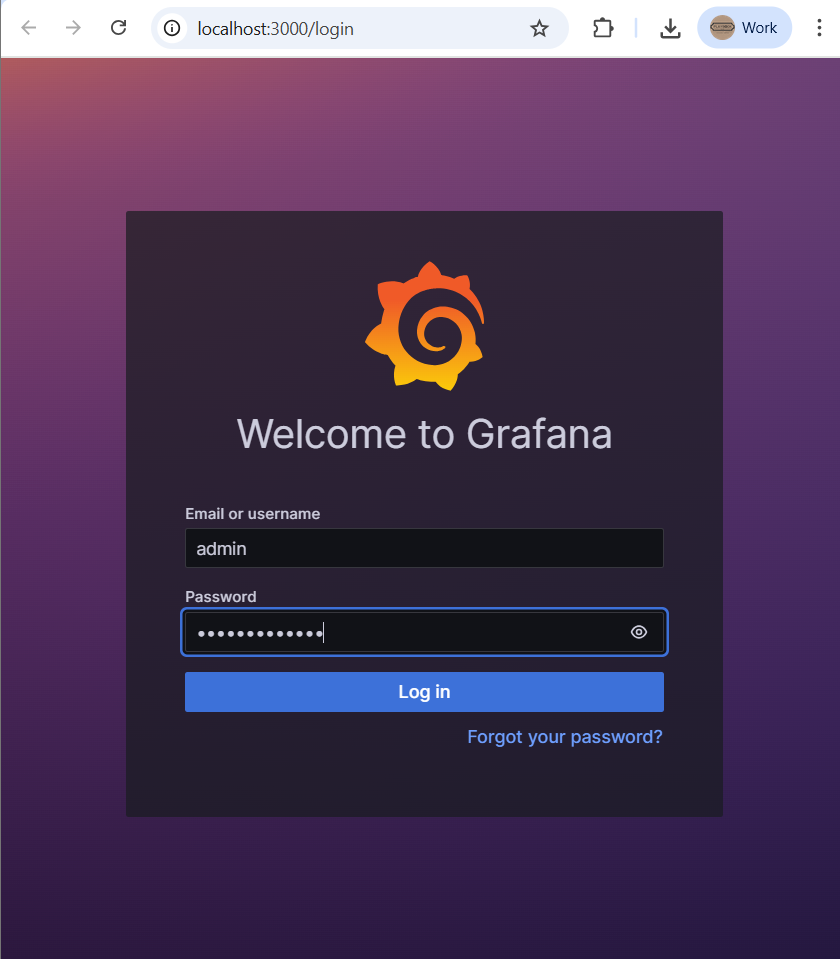 localhost:3000/login
Work
Welcome to Grafana
Email or username
admin
Password
•••••••••••••
Log in
Forgot your password?